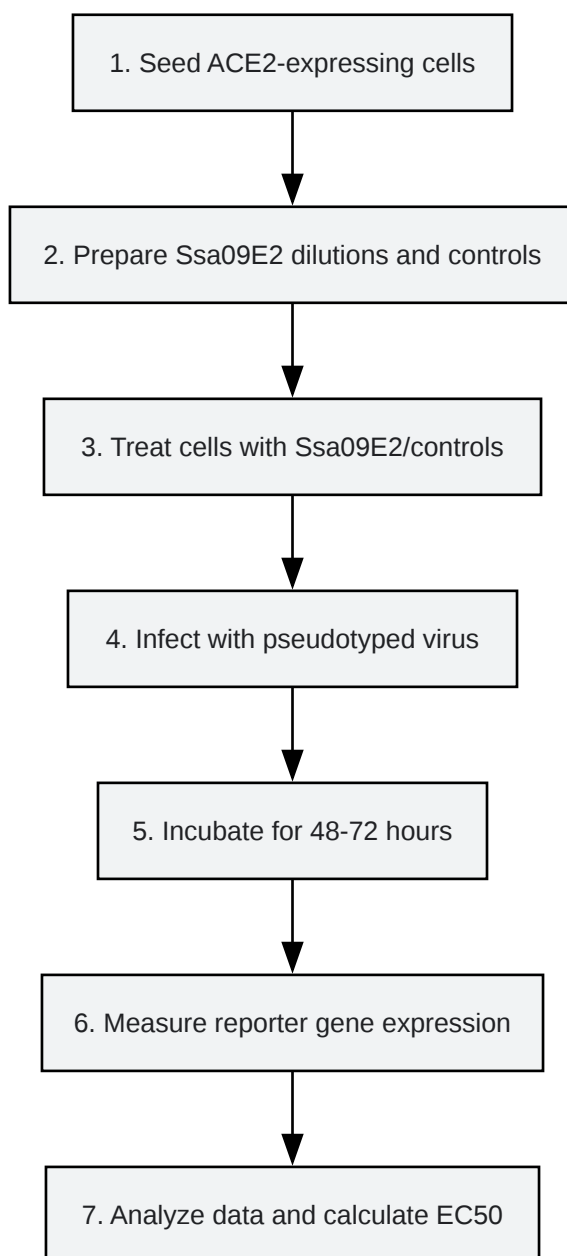 1. Seed ACE2-expressing cells
2. Prepare Ssa09E2 dilutions and controls
3. Treat cells with Ssa09E2/controls
4. Infect with pseudotyped virus
5. Incubate for 48-72 hours
6. Measure reporter gene expression
7. Analyze data and calculate EC50